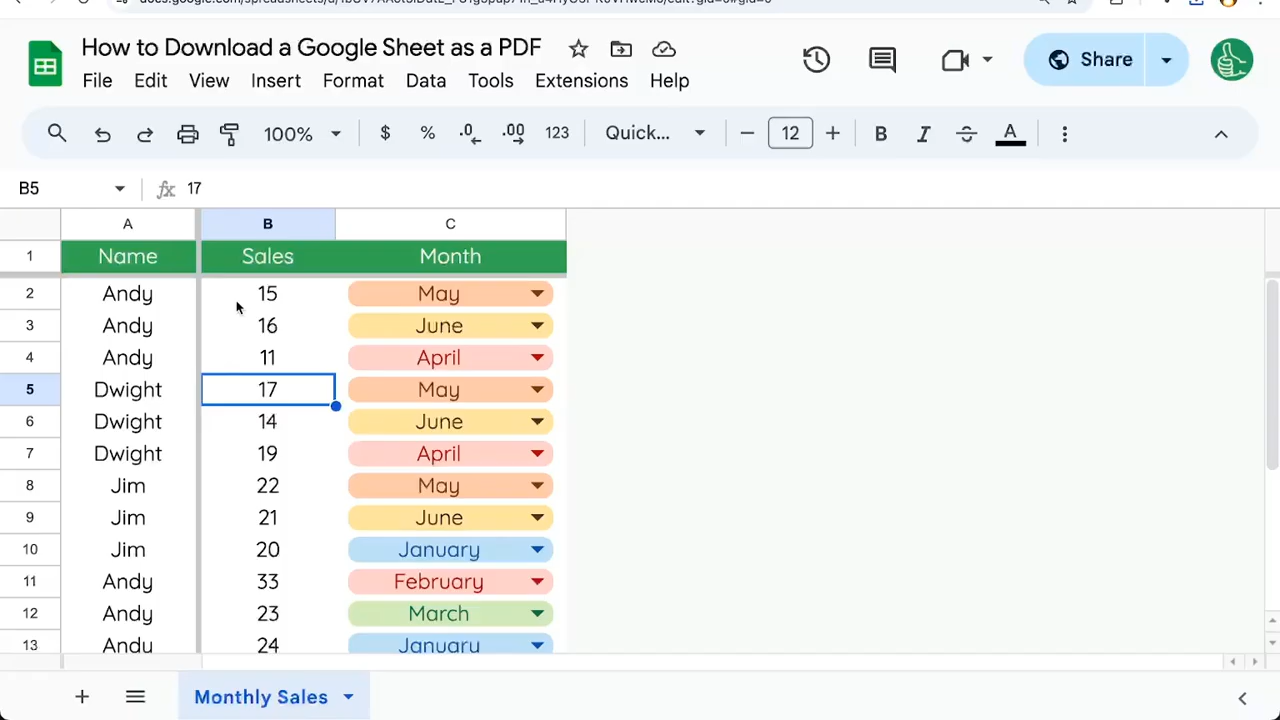 How to Download a Google Sheet as a PDF
Share
File Edit View Insert Format Data Tools Extensions Help
100% $ % .0 .00 123 Quick... 12 B I S A
B5 fx 17
A B C
1 Name Sales Month
2 Andy 15 May
3 Andy 16 June
4 Andy 11 April
5 Dwight 17 May
6 Dwight 14 June
7 Dwight 19 April
8 Jim 22 May
9 Jim 21 June
10 Jim 20 January
11 Andy 33 February
12 Andy 23 March
13 Andy 24 January
Monthly Sales